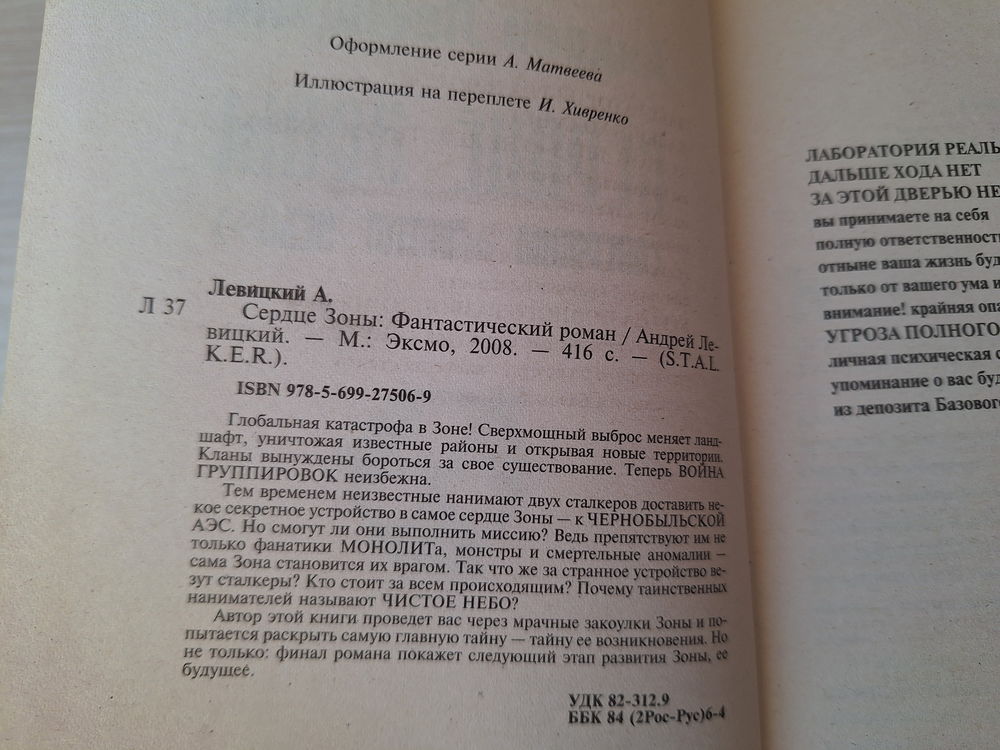 Оформление серии А. Матвеева
Иллюстрация на переплете И. Хивренко
Левицкий А.
Л 37
Сердце Зоны: Фантастический роман / Андрей Ле-
вицкий. — М.: Эксмо, 2008. — 416 с. — (S.T.A.L.
K.E.R.).
ISBN 978-5-699-27506-9
Глобальная катастрофа в Зоне! Сверхмощный выброс меняет ланд-
шафт, уничтожая известные районы и открывая новые территории.
Кланы вынуждены бороться за свое существование. Теперь ВОЙНА
ГРУППИРОВОК неизбежна.
Тем временем неизвестные нанимают двух сталкеров доставить не-
кое секретное устройство в самое сердце Зоны — к ЧЕРНОБЫЛЬСКОЙ
АЭС. Но смогут ли они выполнить миссию? Ведь препятствуют им не
только фанатики МОНОЛИТа, монстры и смертельные аномалии —
сама Зона становится их врагом. Так что же за странное устройство ве-
зут сталкеры? Кто стоит за всем происходящим? Почему таинственных
нанимателей называют ЧИСТОЕ НЕБО?
Автор этой книги проведет вас через мрачные закоулки Зоны и по-
пытается раскрыть самую главную тайну — тайну ее возникновения. Но
не только: финал романа покажет следующий этап развития Зоны, ее
будущее.
УДК 82-312.9
ББК 84 (2Рос-Рус)6-4
ЛАБОРАТОРИЯ РЕАЛЬ
ДАЛЬШЕ ХОДА НЕТ
ЗА ЭТОЙ ДВЕРЬЮ НЕ
вы принимаете на себя
полную ответственность
отныне ваша жизнь буд
только от вашего ума и
внимание! крайняя опа
УГРОЗА ПОЛНОГО
личная психическая с
упоминание о вас буд
из депозита Базового